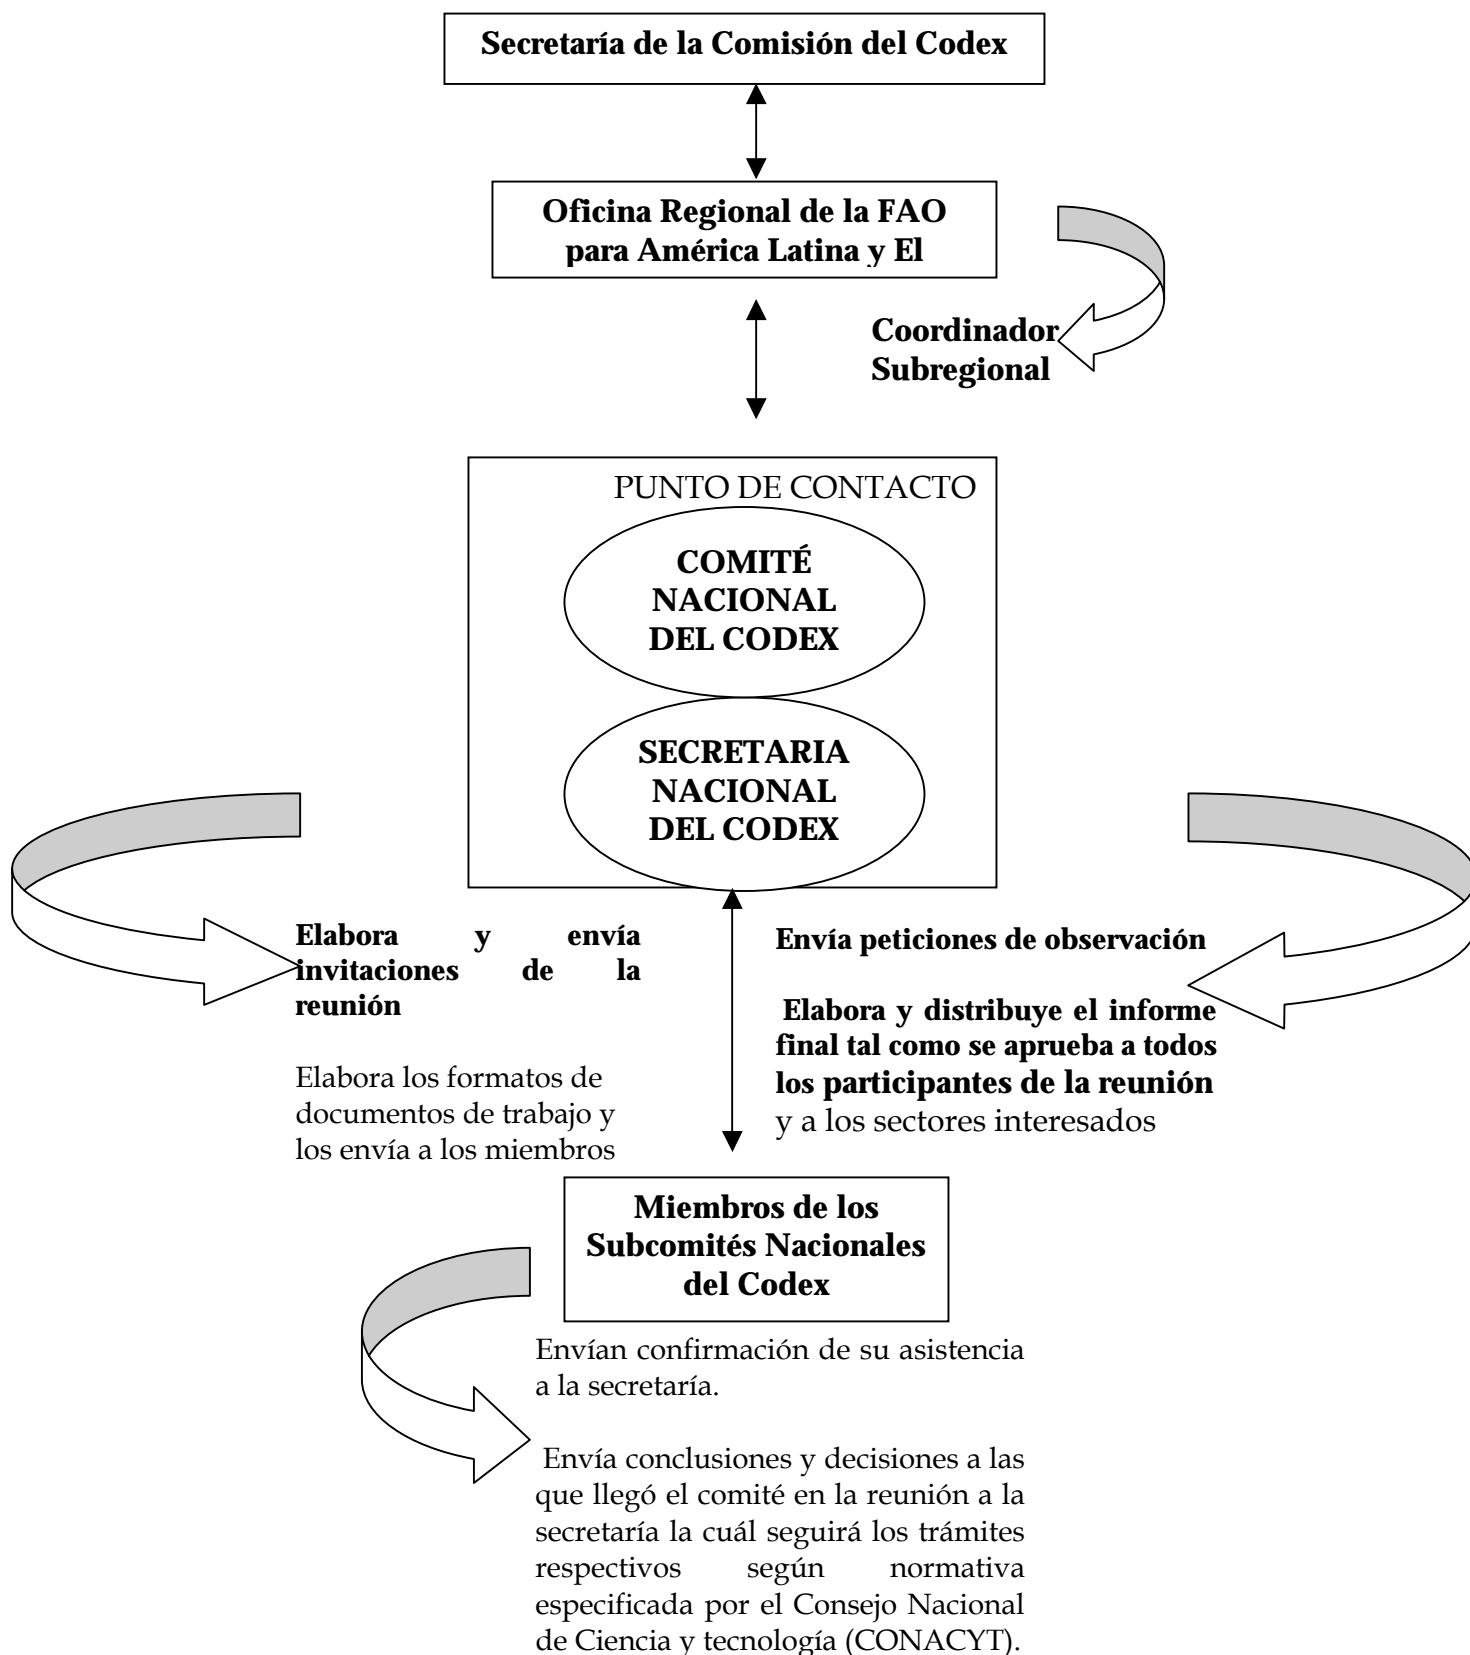 Secretaría de la Comisión del Codex
Oficina Regional de la FAO
para América Latina y El
Coordinador
Subregional
PUNTO DE CONTACTO
COMITÉ
NACIONAL
DEL CODEX
SECRETARIA
NACIONAL
DEL CODEX
Elabora y envía
invitaciones de la
reunión
Elabora los formatos de
documentos de trabajo y
los envía a los miembros
Envía peticiones de observación
Elabora y distribuye el informe
final tal como se aprueba a todos
los participantes de la reunión
y a los sectores interesados
Miembros de los
Subcomités Nacionales
del Codex
Envían confirmación de su asistencia
a la secretaría.
Envía conclusiones y decisiones a las
que llegó el comité en la reunión a la
secretaría la cuál seguirá los trámites
respectivos según normativa
especificada por el Consejo Nacional
de Ciencia y tecnología (CONACYT).